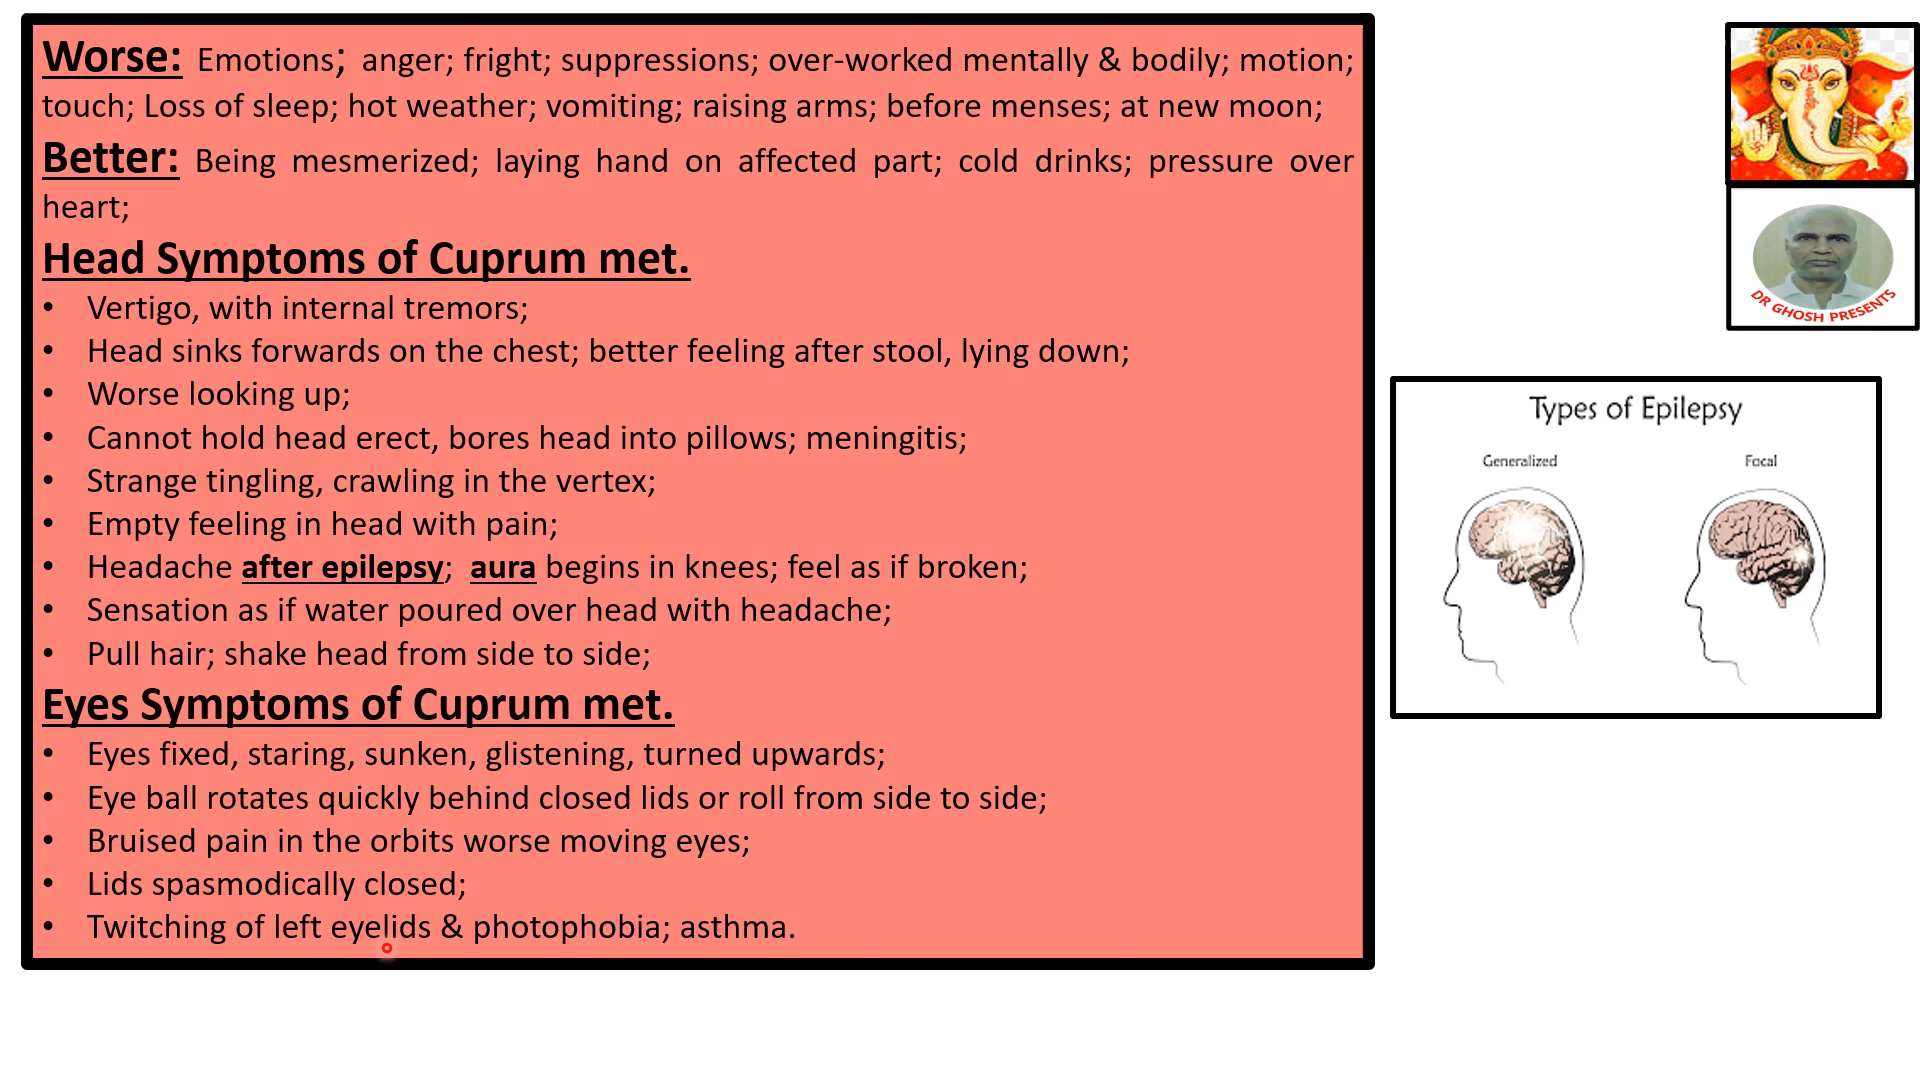 Worse: Emotions; anger; fright; suppressions; over-worked mentally & bodily; motion;
touch; Loss of sleep; hot weather; vomiting; raising arms; before menses; at new moon;
Better: Being mesmerized; laying hand on affected part; cold drinks; pressure over
heart;
Head Symptoms of Cuprum met.
• Vertigo, with internal tremors;
• Head sinks forwards on the chest; better feeling after stool, lying down;
• Worse looking up;
• Cannot hold head erect, bores head into pillows; meningitis;
• Strange tingling, crawling in the vertex;
• Empty feeling in head with pain;
• Headache after epilepsy; aura begins in knees; feel as if broken;
• Sensation as if water poured over head with headache;
• Pull hair; shake head from side to side;
Eyes Symptoms of Cuprum met.
• Eyes fixed, staring, sunken, glistening, turned upwards;
• Eye ball rotates quickly behind closed lids or roll from side to side;
• Bruised pain in the orbits worse moving eyes;
• Lids spasmodically closed;
• Twitching of left eyelids & photophobia; asthma.
DR GHOSH PRESENTS
Types of Epilepsy
Generalized
Focal